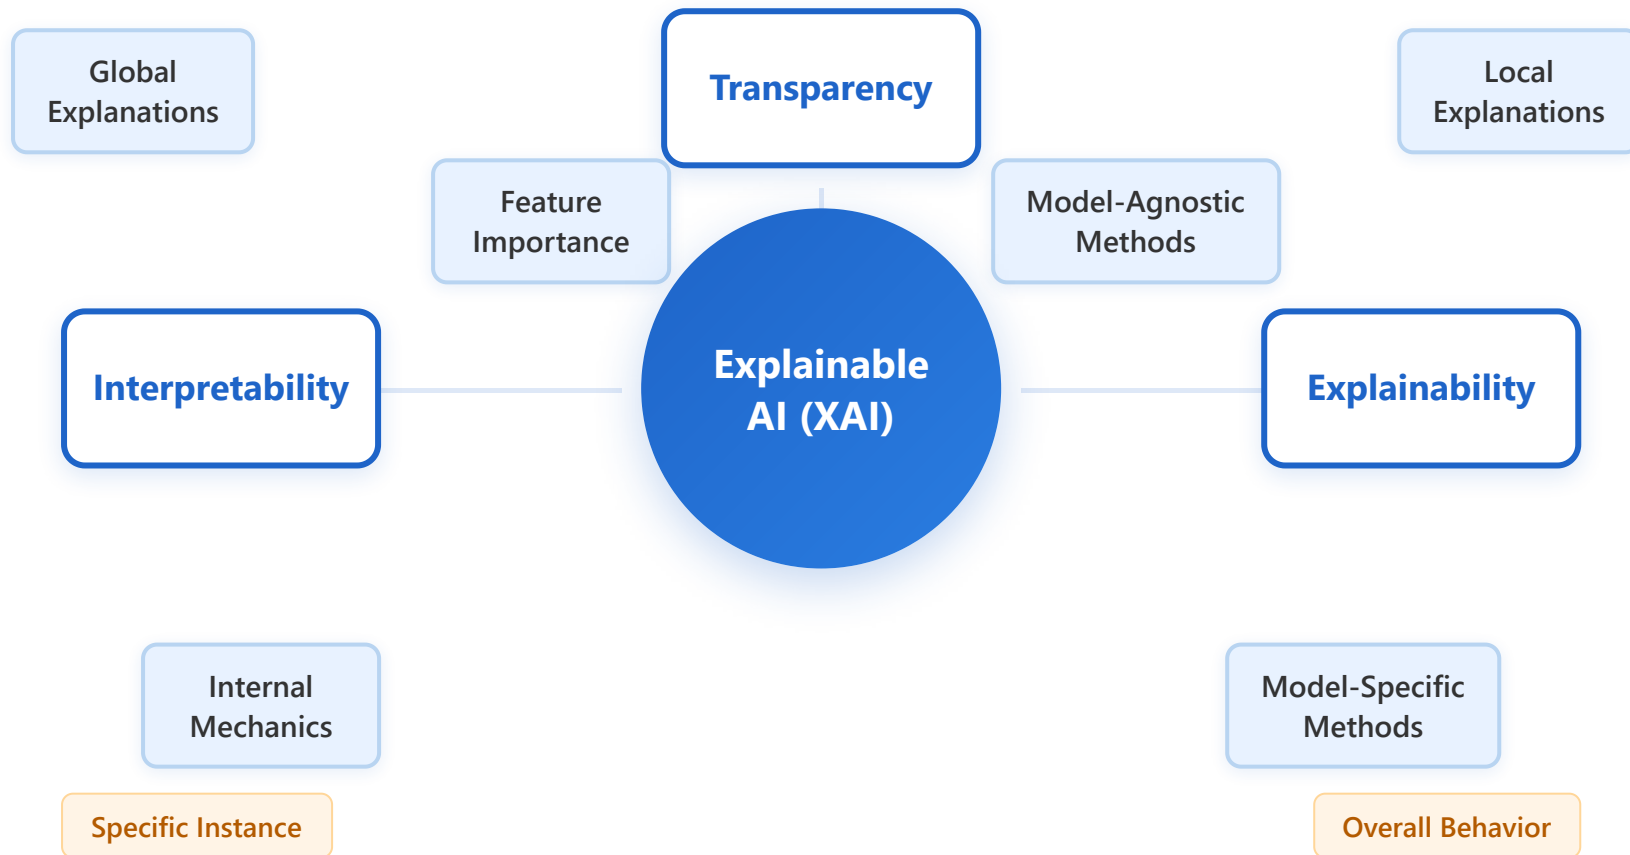 Global
Explanations
Transparency
Local
Explanations
Feature
Importance
Model-Agnostic
Methods
Interpretability
Explainable
AI (XAI)
Explainability
Internal
Mechanics
Model-Specific
Methods
Specific Instance
Overall Behavior